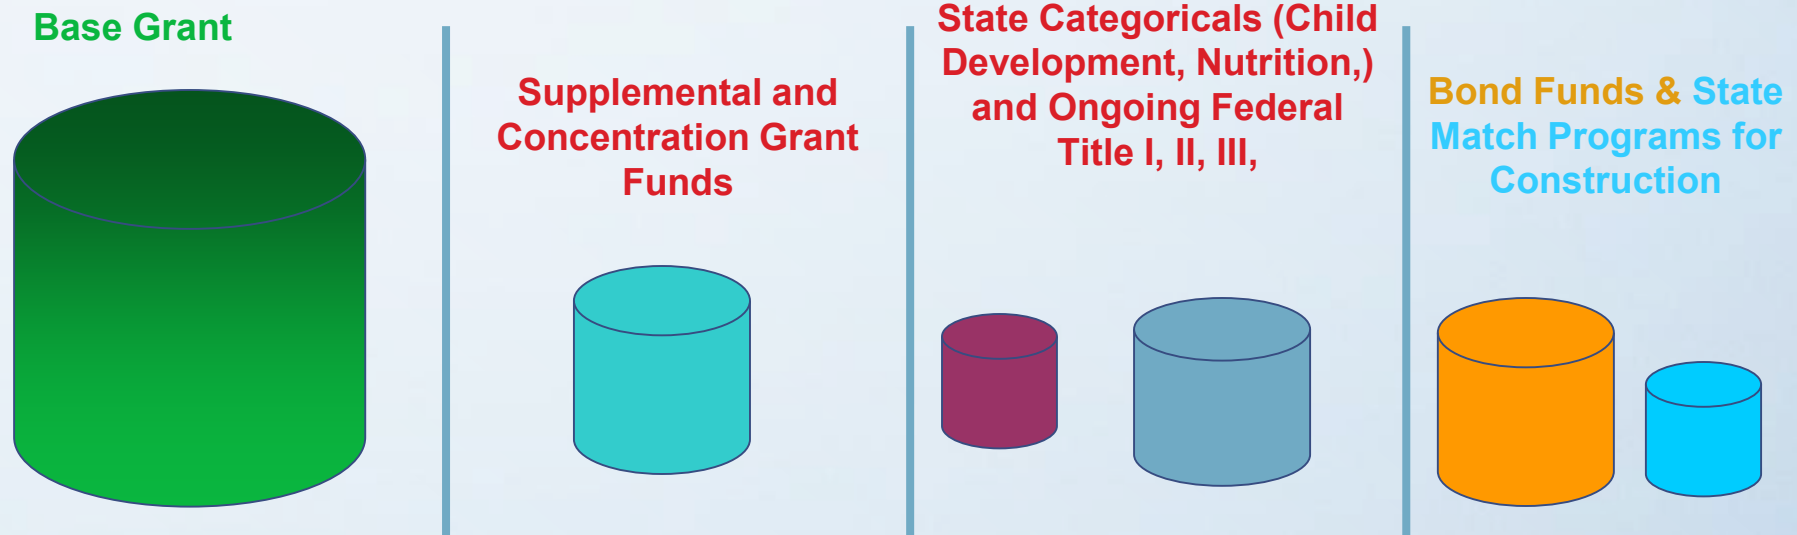 Base Grant
Supplemental and
Concentration Grant
Funds
State Categoricals (Child
Development, Nutrition,)
and Ongoing Federal
Title I, II, III,
Bond Funds & State
Match Programs for
Construction